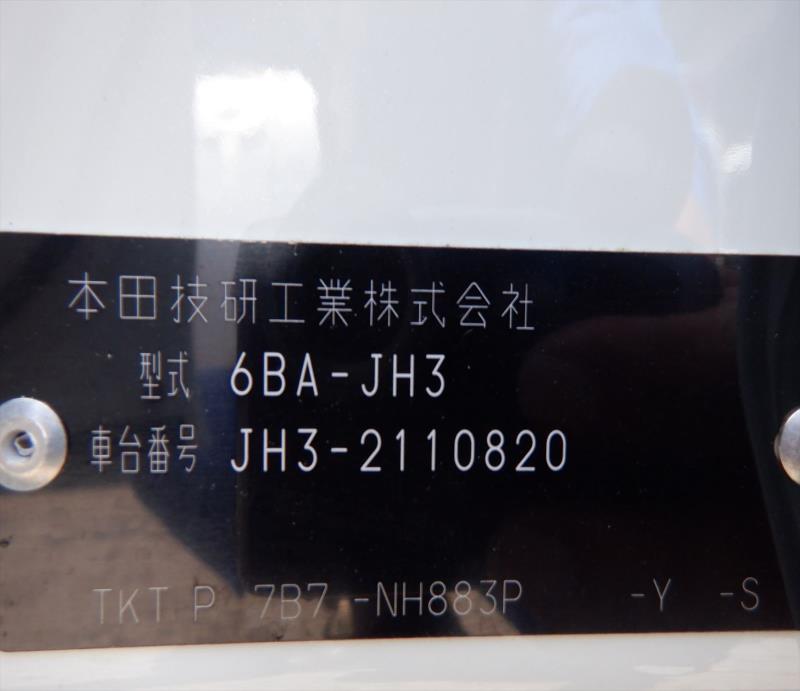 本田技研工業株式会社
型式 6BA-JH3
車台番号 JH3-2110820
TKT P 7B7 -NH883P -Y -S